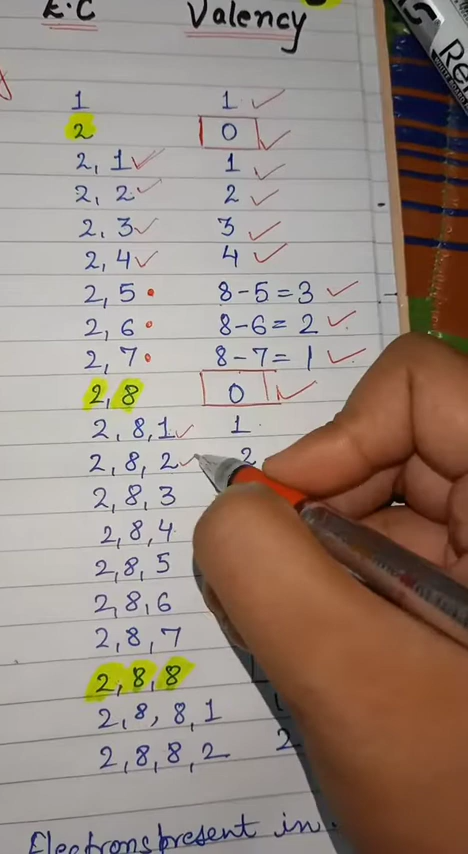 E.C Valency
1 1 ✓
2 0 ✓
2, 1 ✓ 1 ✓
2, 2 ✓ 2 ✓
2, 3 ✓ 3 ✓
2, 4 ✓ 4 ✓
2, 5 • 8-5=3 ✓
2, 6 • 8-6=2 ✓
2, 7 • 8-7=1 ✓
2, 8 0 ✓
2, 8, 1 ✓ 1
2, 8, 2 ✓ 2
2, 8, 3
2, 8, 4
2, 8, 5
2, 8, 6
2, 8, 7
2, 8, 8
2, 8, 8, 1
2, 8, 8, 2 2
Electrons present in